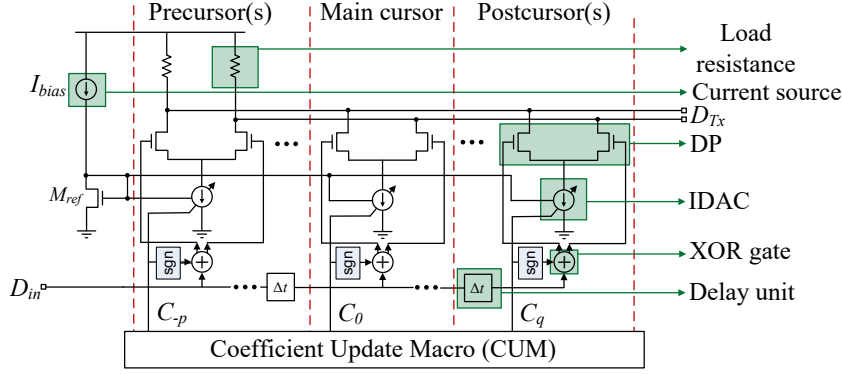 Precursor(s) Main cursor Postcursor(s)
Load
resistance
I_bias Current source
D_Tx
DP
M_ref IDAC
sgn sgn sgn XOR gate
D_in Δt Δt Delay unit
C_-p C_0 C_q
Coefficient Update Macro (CUM)